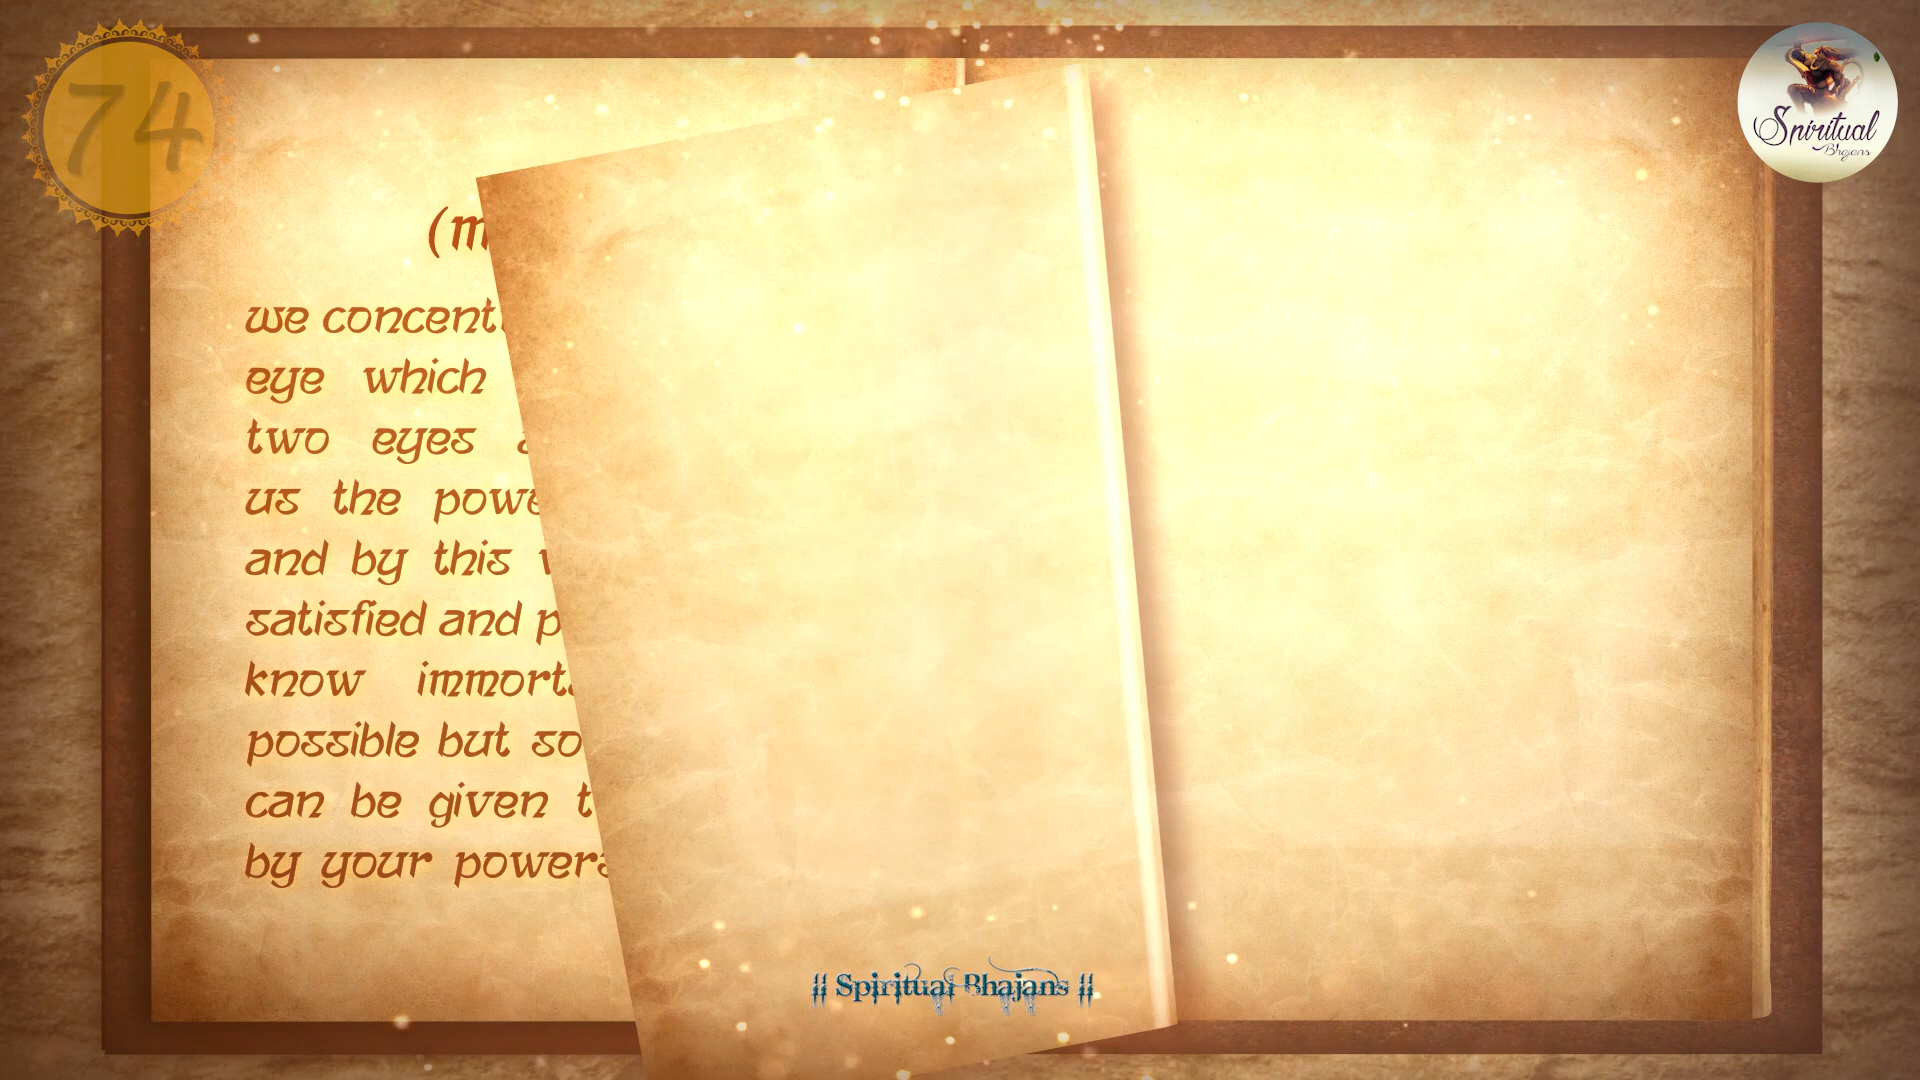 74
Spiritual
Bhajans
(m
we concent
eye which
two eyes
us the powe
and by this
satisfied and p
know immort
possible but so
can be given t
by your powers
|| Spiritual Bhajans ||